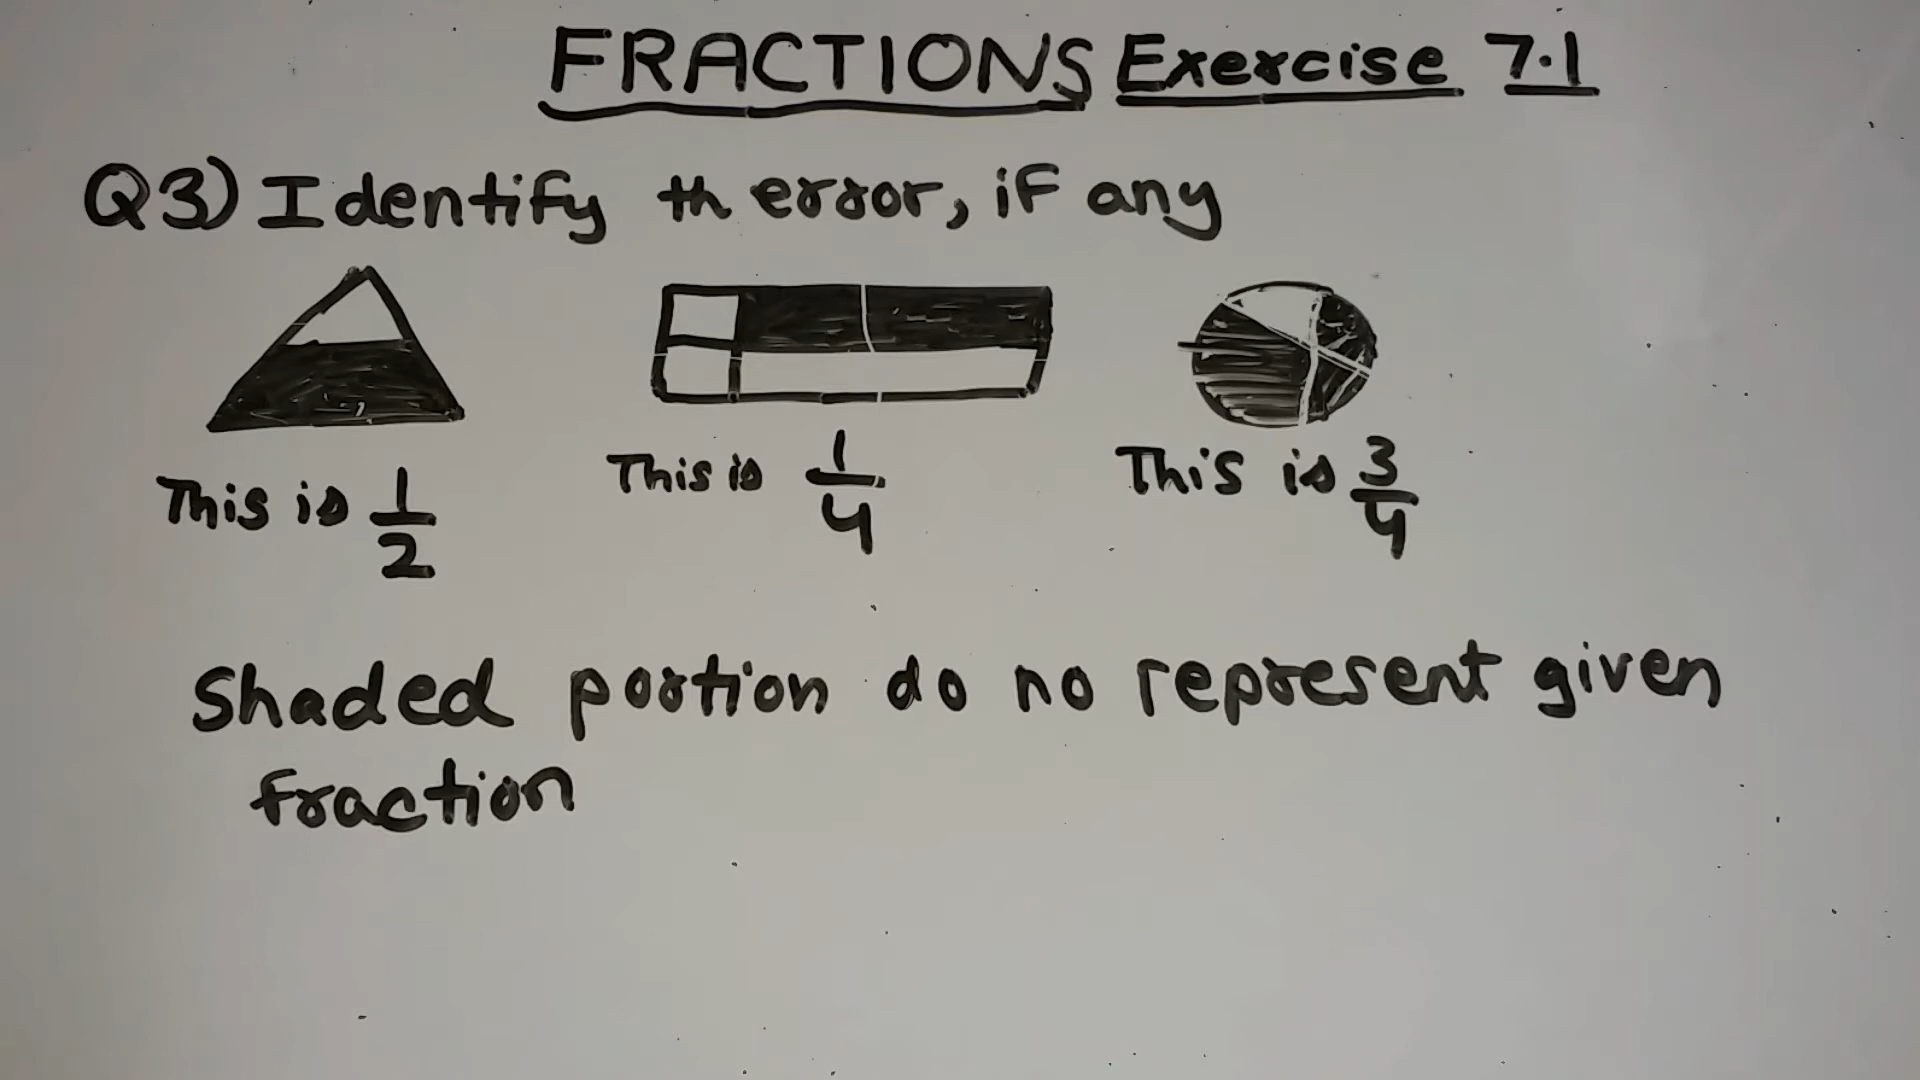 FRACTIONS Exercise 7.1
Q3) Identify th error, if any
This is 1/2 This is 1/4 This is 3/4
Shaded portion do no represent given
fraction